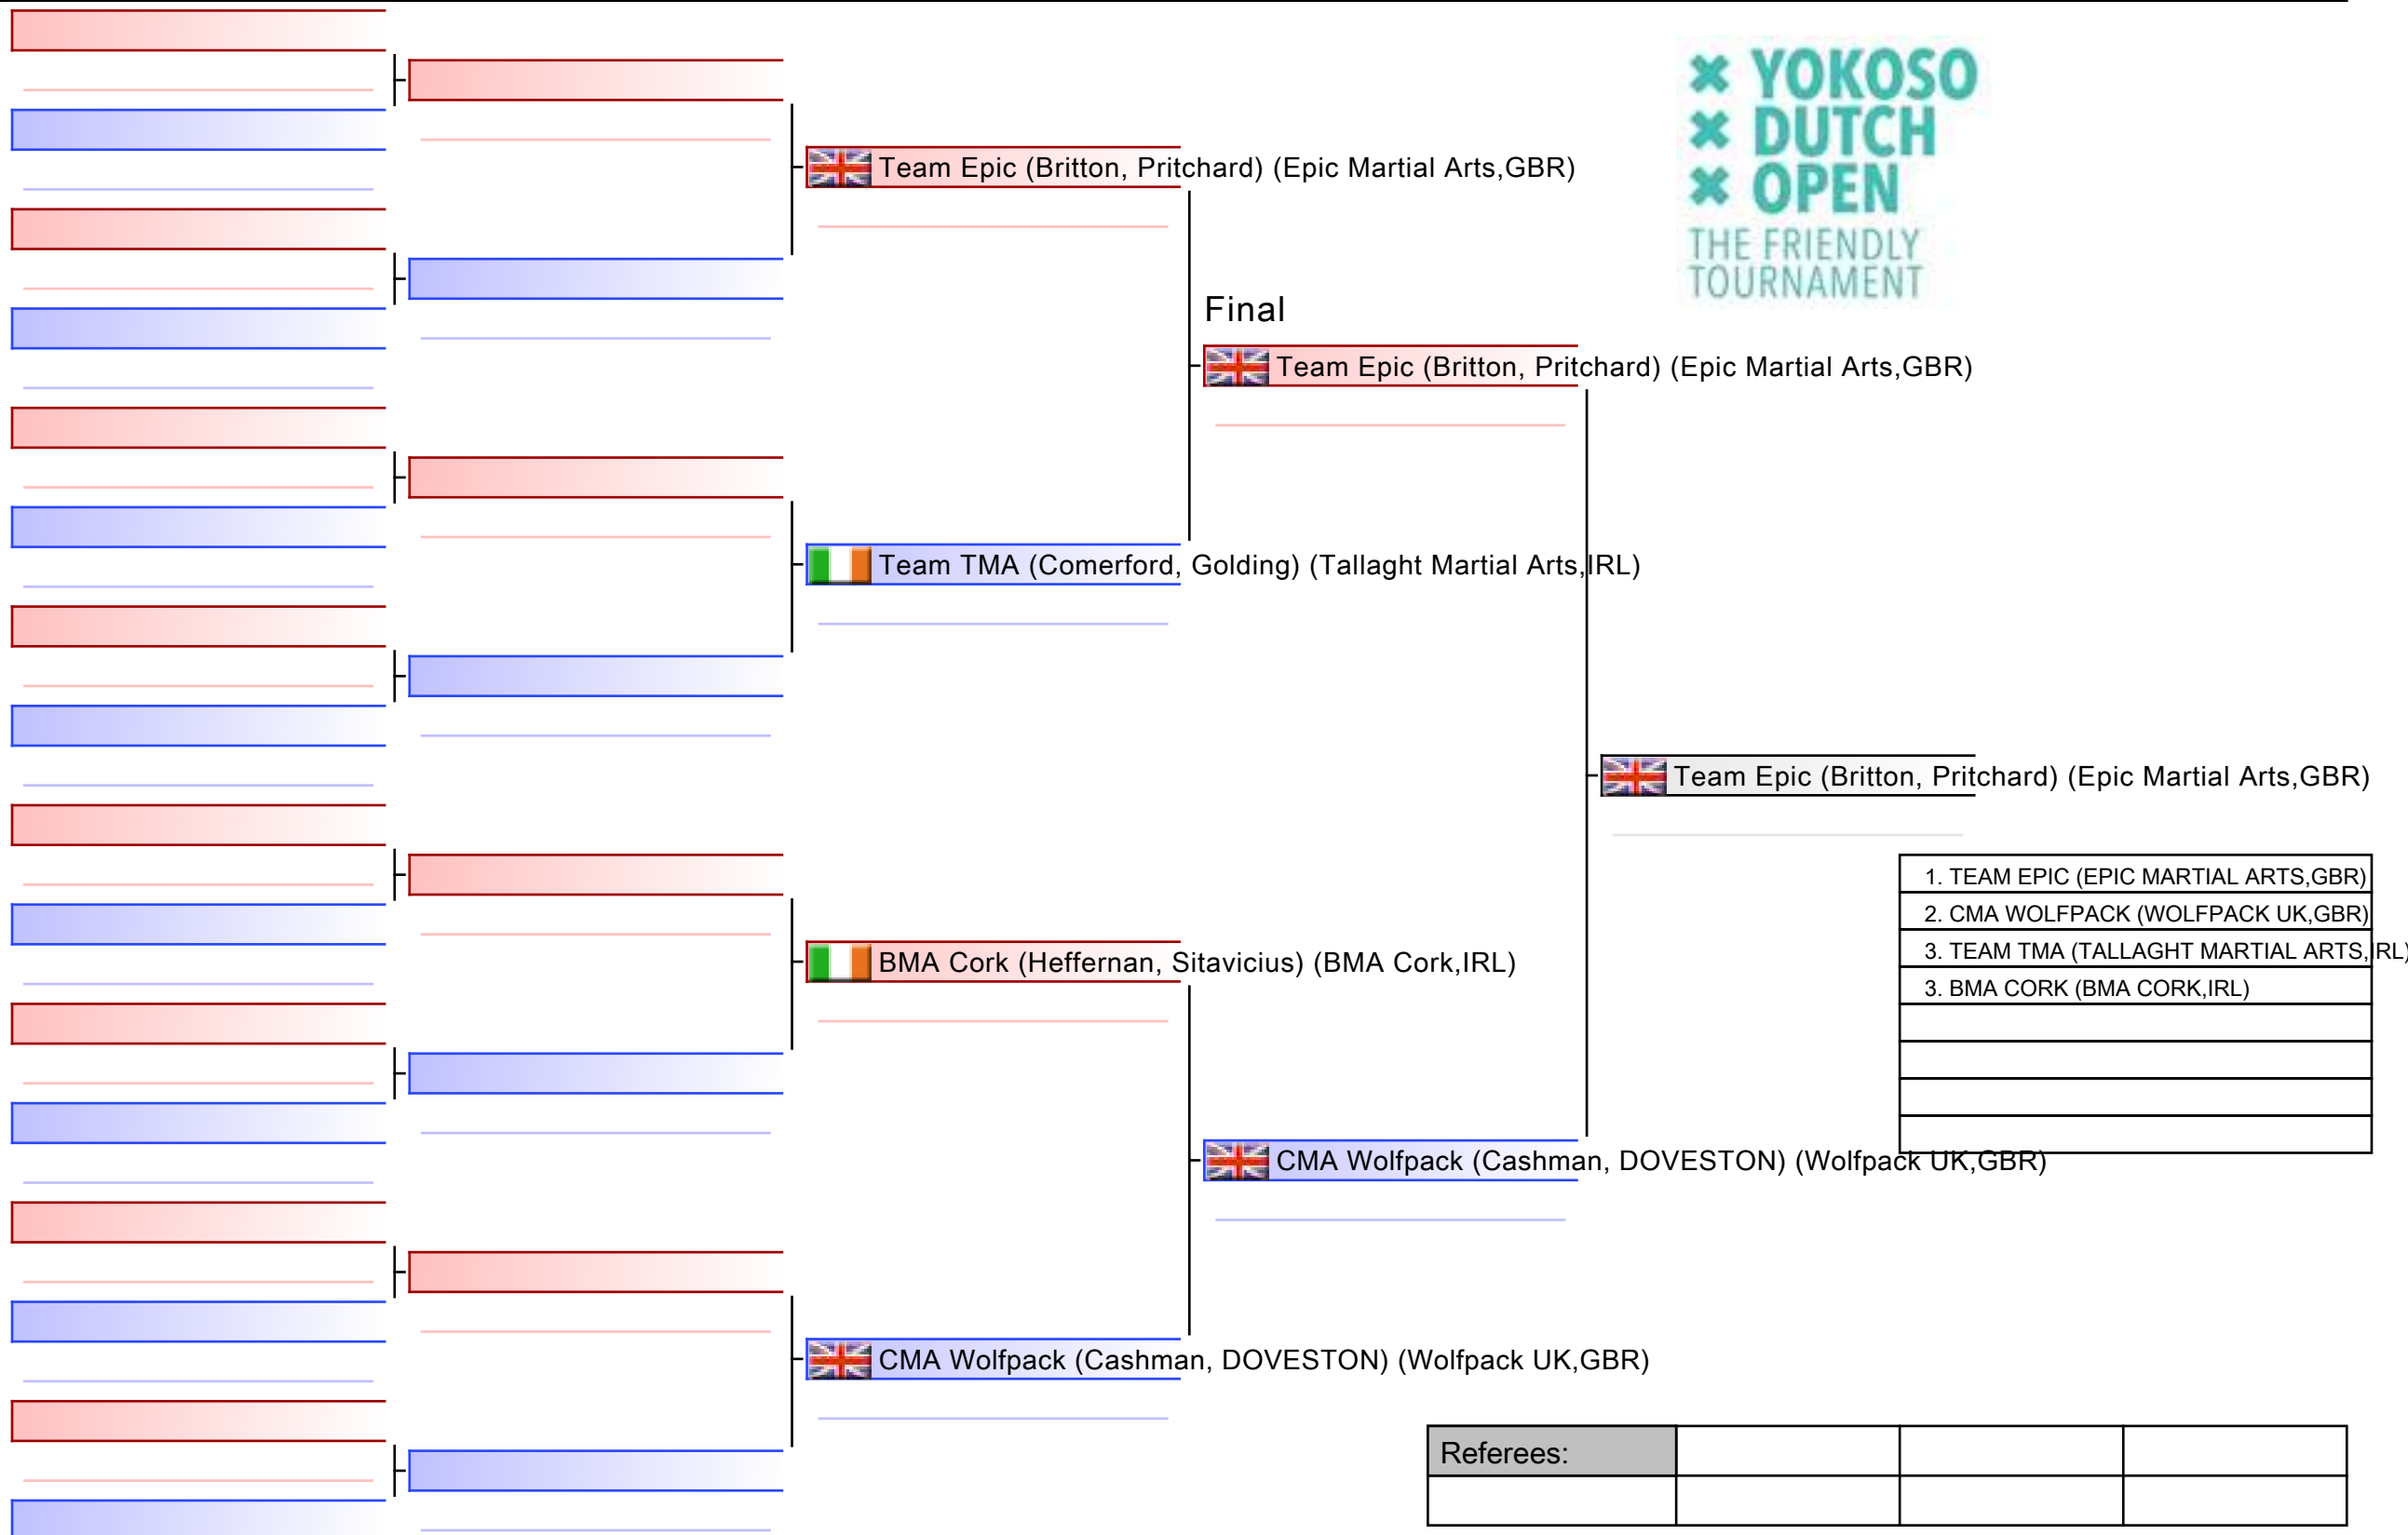 YOKOSO
DUTCH
OPEN
THE FRIENDLY
TOURNAMENT
Team Epic (Britton, Pritchard) (Epic Martial Arts,GBR)
Final
Team Epic (Britton, Pritchard) (Epic Martial Arts,GBR)
Team TMA (Comerford, Golding) (Tallaght Martial Arts,IRL)
Team Epic (Britton, Pritchard) (Epic Martial Arts,GBR)
1. TEAM EPIC (EPIC MARTIAL ARTS,GBR)
2. CMA WOLFPACK (WOLFPACK UK,GBR)
3. TEAM TMA (TALLAGHT MARTIAL ARTS,IRL)
3. BMA CORK (BMA CORK,IRL)
BMA Cork (Heffernan, Sitavicius) (BMA Cork,IRL)
CMA Wolfpack (Cashman, DOVESTON) (Wolfpack UK,GBR)
CMA Wolfpack (Cashman, DOVESTON) (Wolfpack UK,GBR)
Referees: